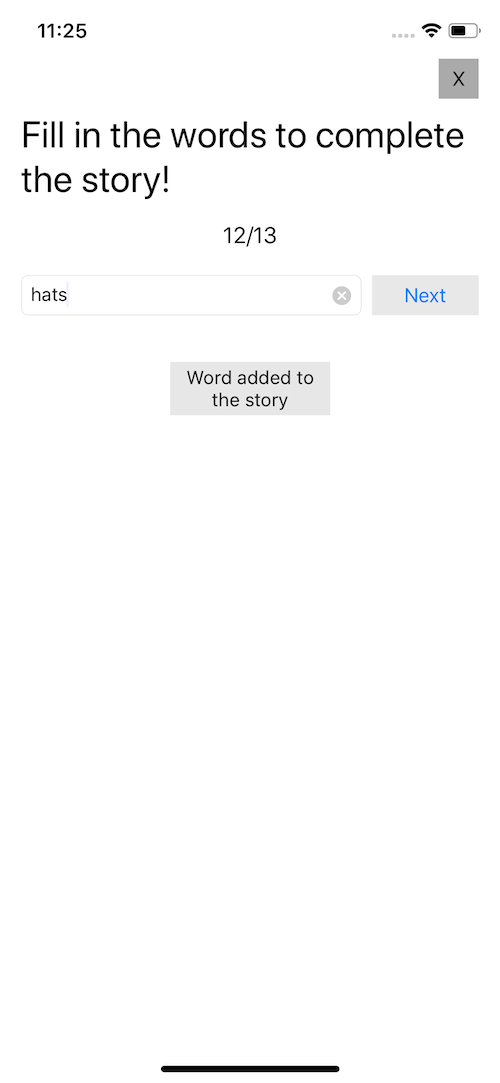 11:25
X
Fill in the words to complete
the story!
12/13
hats
Next
Word added to
the story